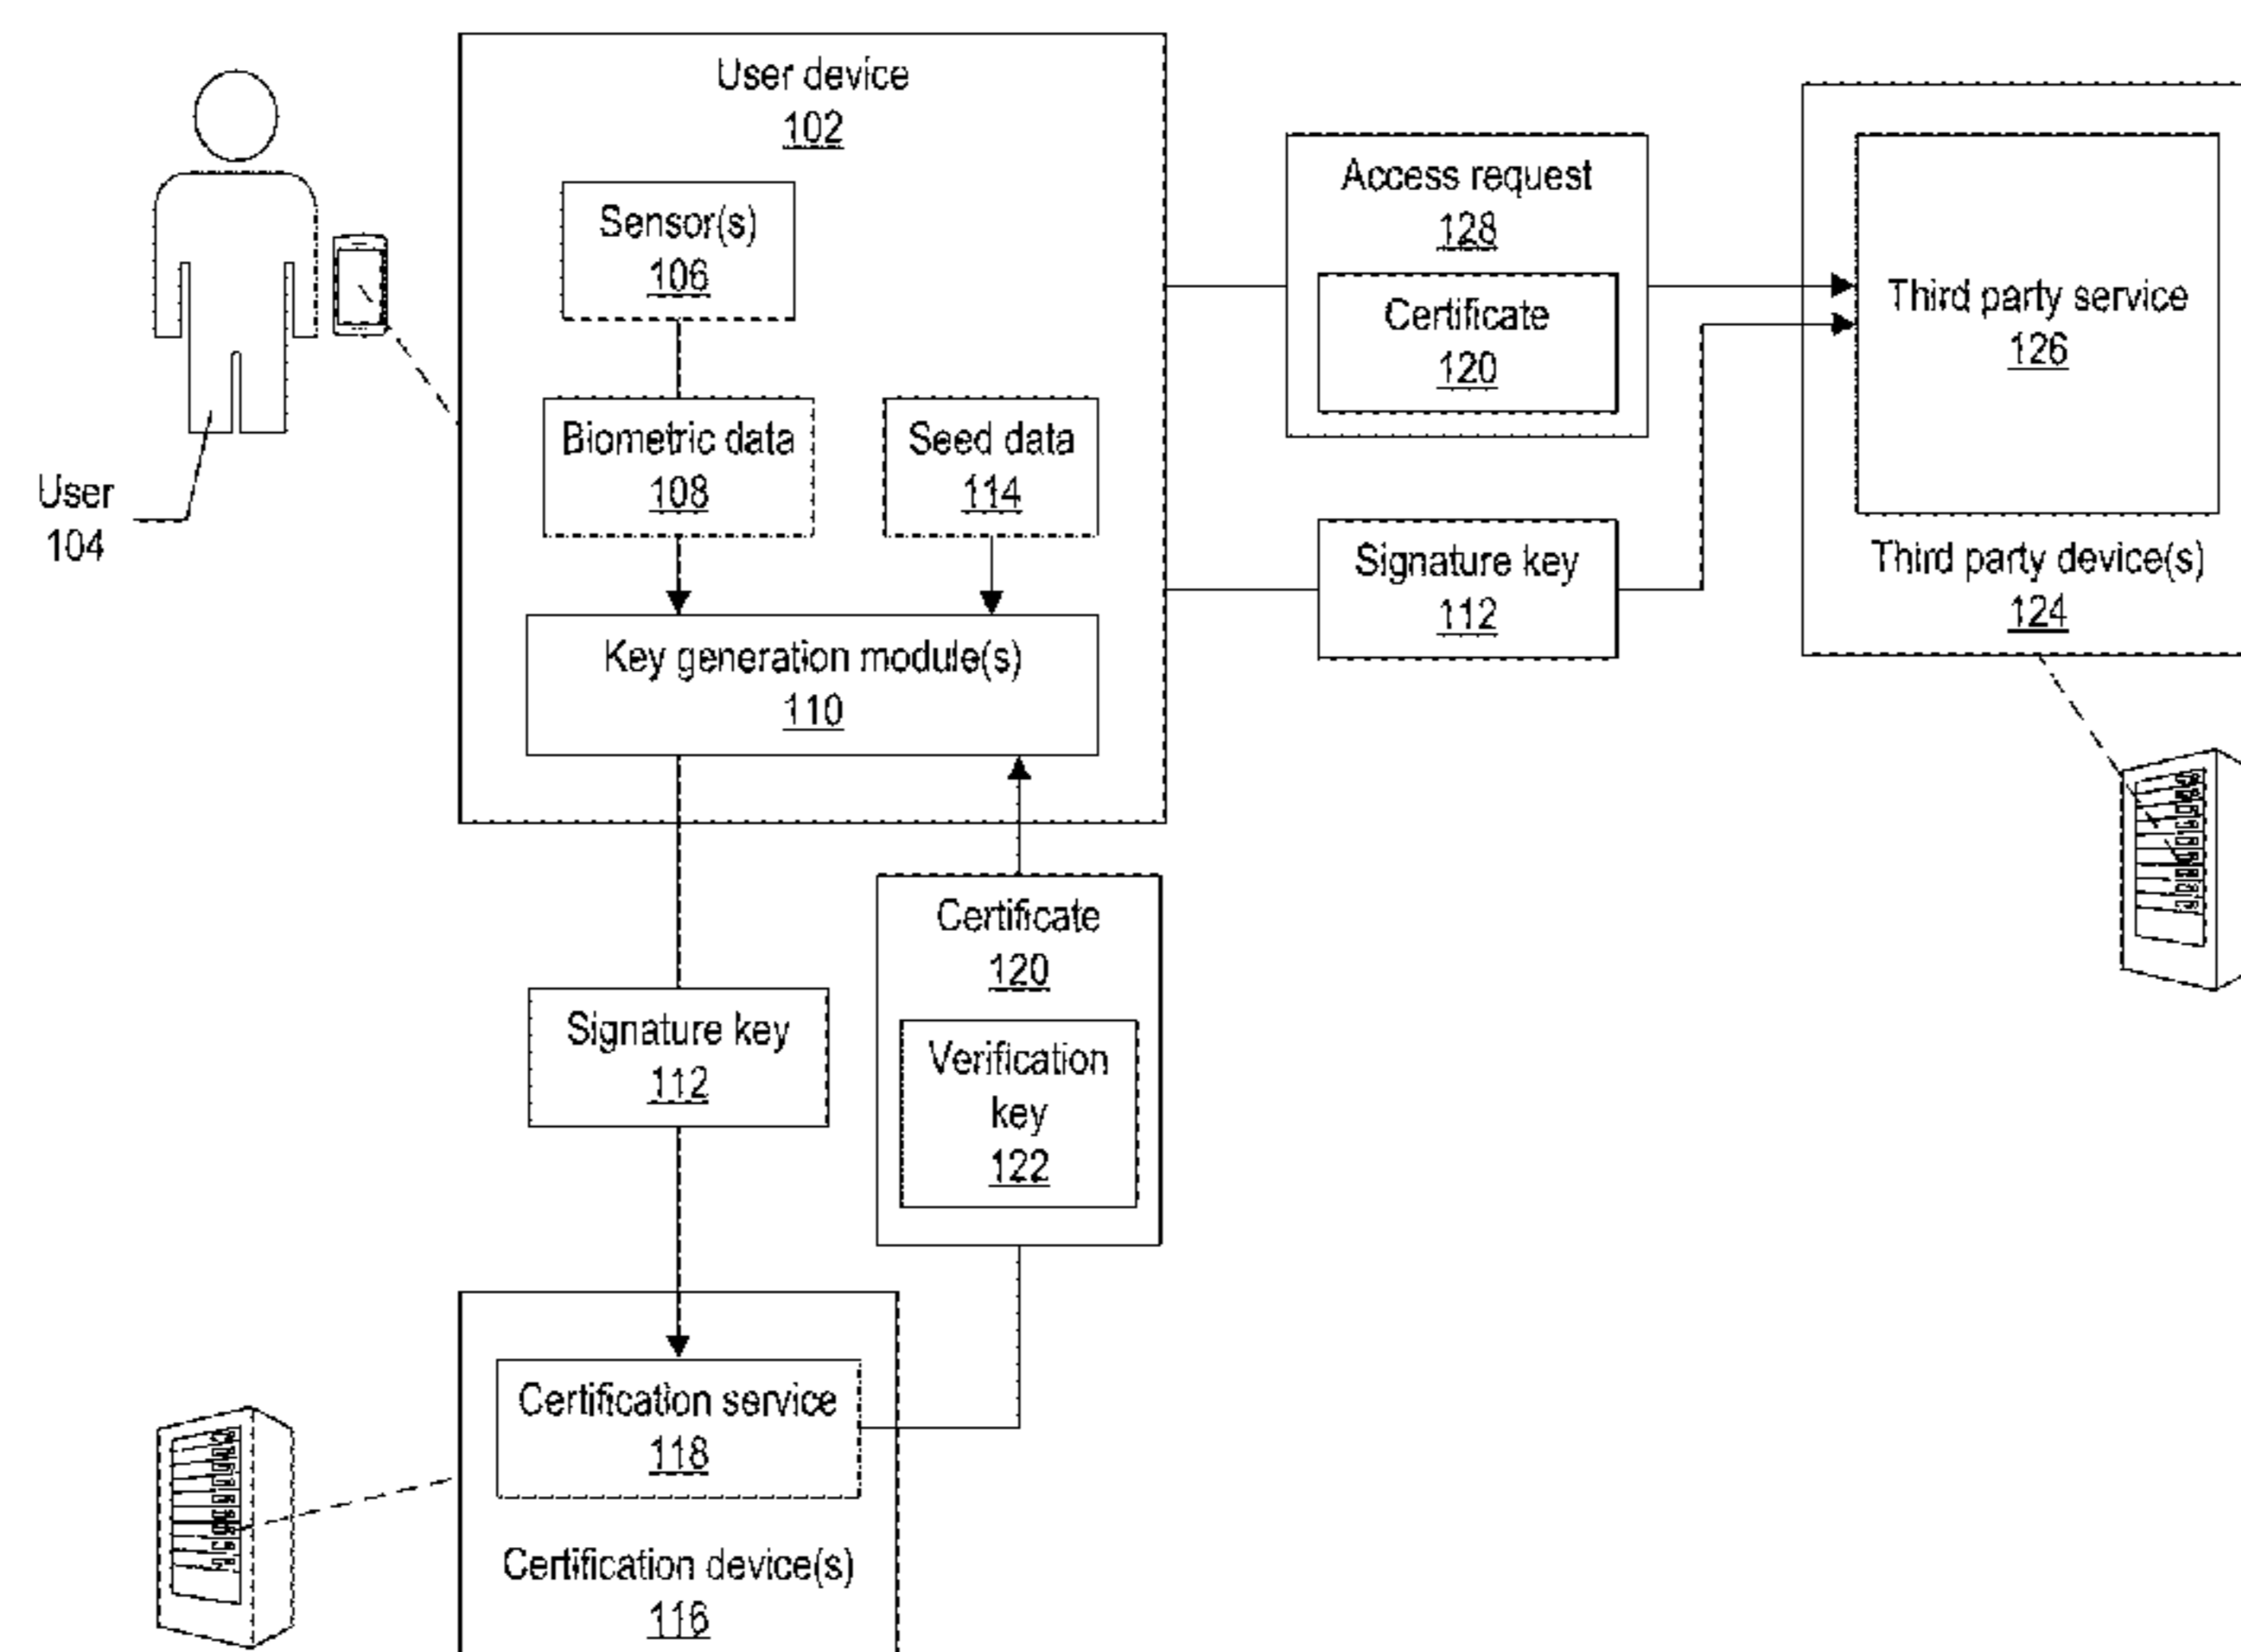 User device
102
Sensor(s)
106
Biometric data
108
Seed data
114
Key generation module(s)
110
User
104
Access request
128
Certificate
120
Signature key
112
Third party service
126
Third party device(s)
124
Signature key
112
Certificate
120
Verification
key
122
Certification service
118
Certification device(s)
116